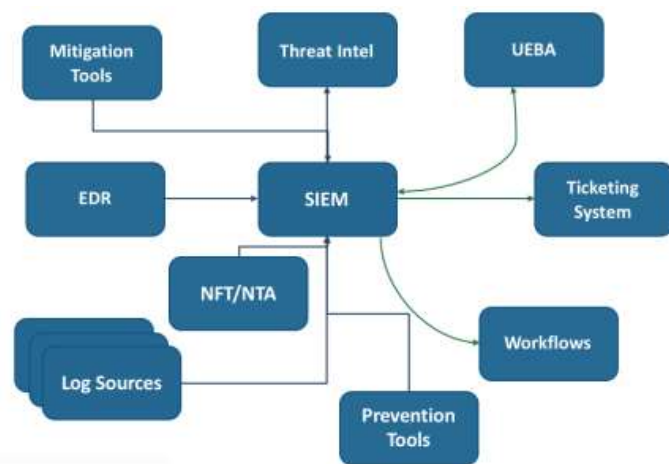 Mitigation
Tools
Threat Intel
UEBA
EDR
SIEM
Ticketing
System
NFT/NTA
Workflows
Log Sources
Prevention
Tools